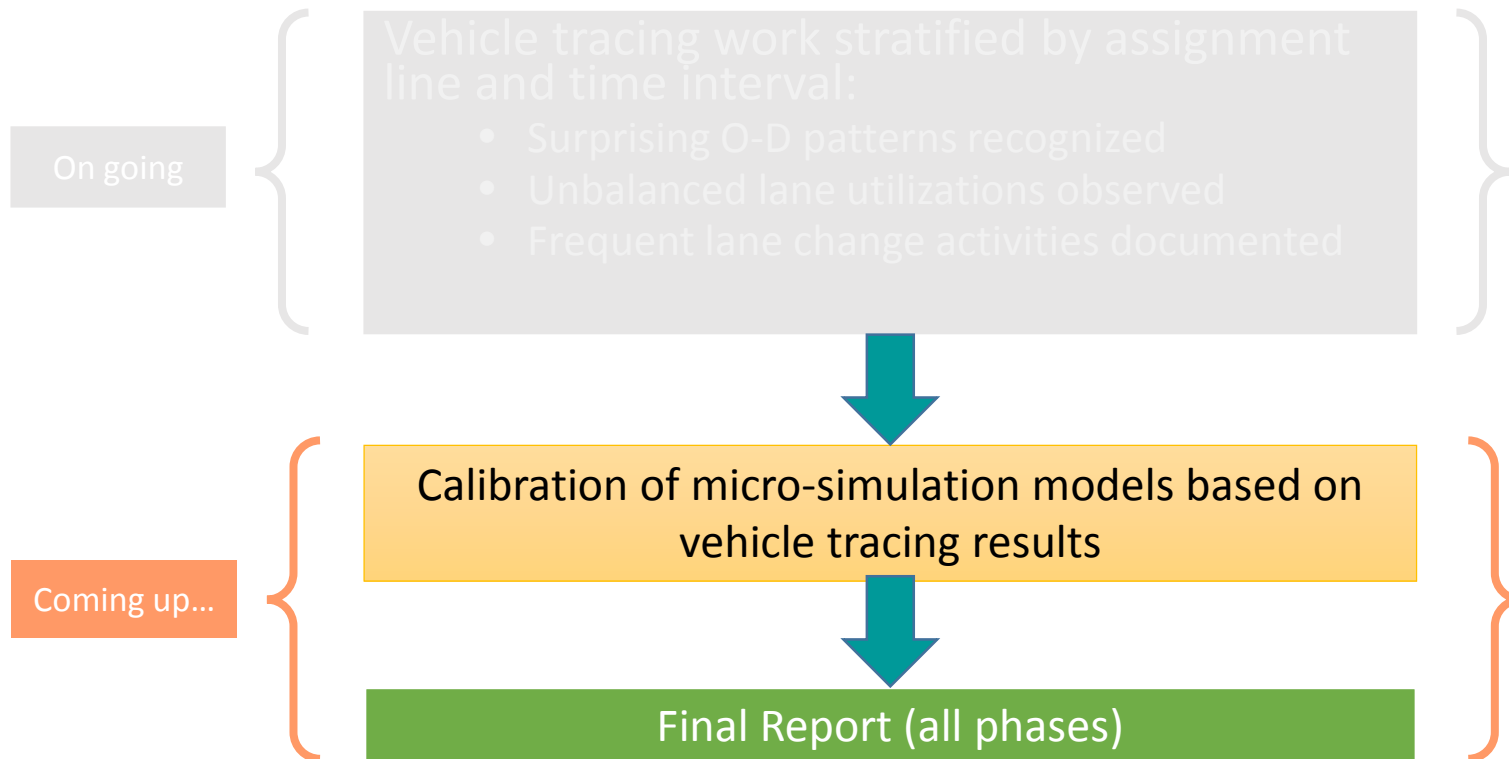 Vehicle tracing work stratified by assignment
line and time interval:
• Surprising O-D patterns recognized
• Unbalanced lane utilizations observed
• Frequent lane change activities documented
On going
Calibration of micro-simulation models based on
vehicle tracing results
Coming up...
Final Report (all phases)